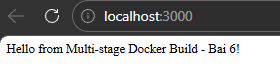 localhost:3000
Hello from Multi-stage Docker Build - Bai 6!